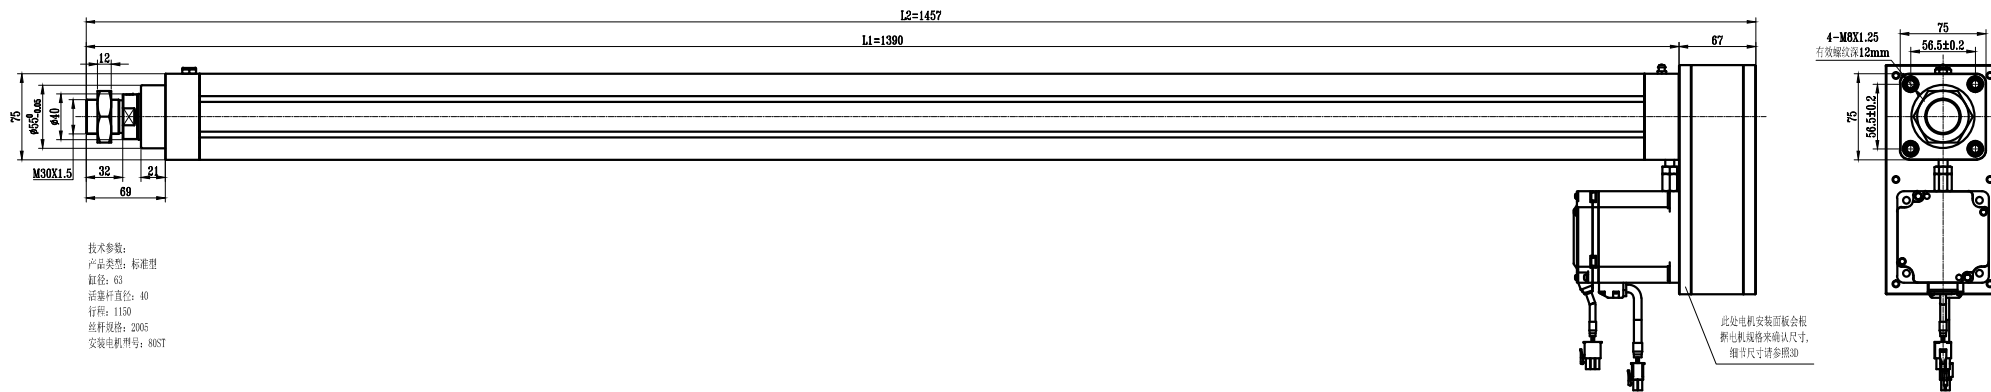 L2=1457
L1=1390
67
12
75
ø55 0 -0.05
ø40
M30X1.5
32
21
69
4-M8X1.25
有效螺纹深12mm
75
56.5±0.2
75
56.5±0.2
技术参数:
产品类型: 标准型
缸径: 63
活塞杆直径: 40
行程: 1150
丝杆规格: 2005
安装电机型号: 80ST
此处电机安装面板会根
据电机规格来确认尺寸,
细节尺寸请参照3D